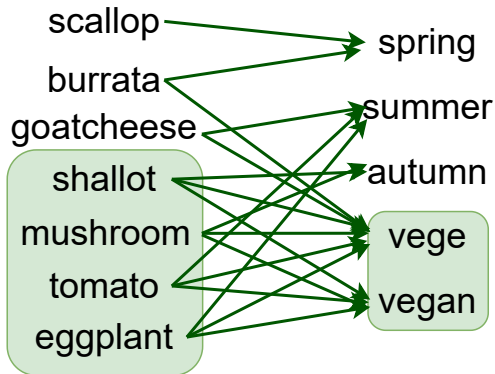 scallop
burrata
goatcheese
shallot
mushroom
tomato
eggplant
spring
summer
autumn
vege
vegan